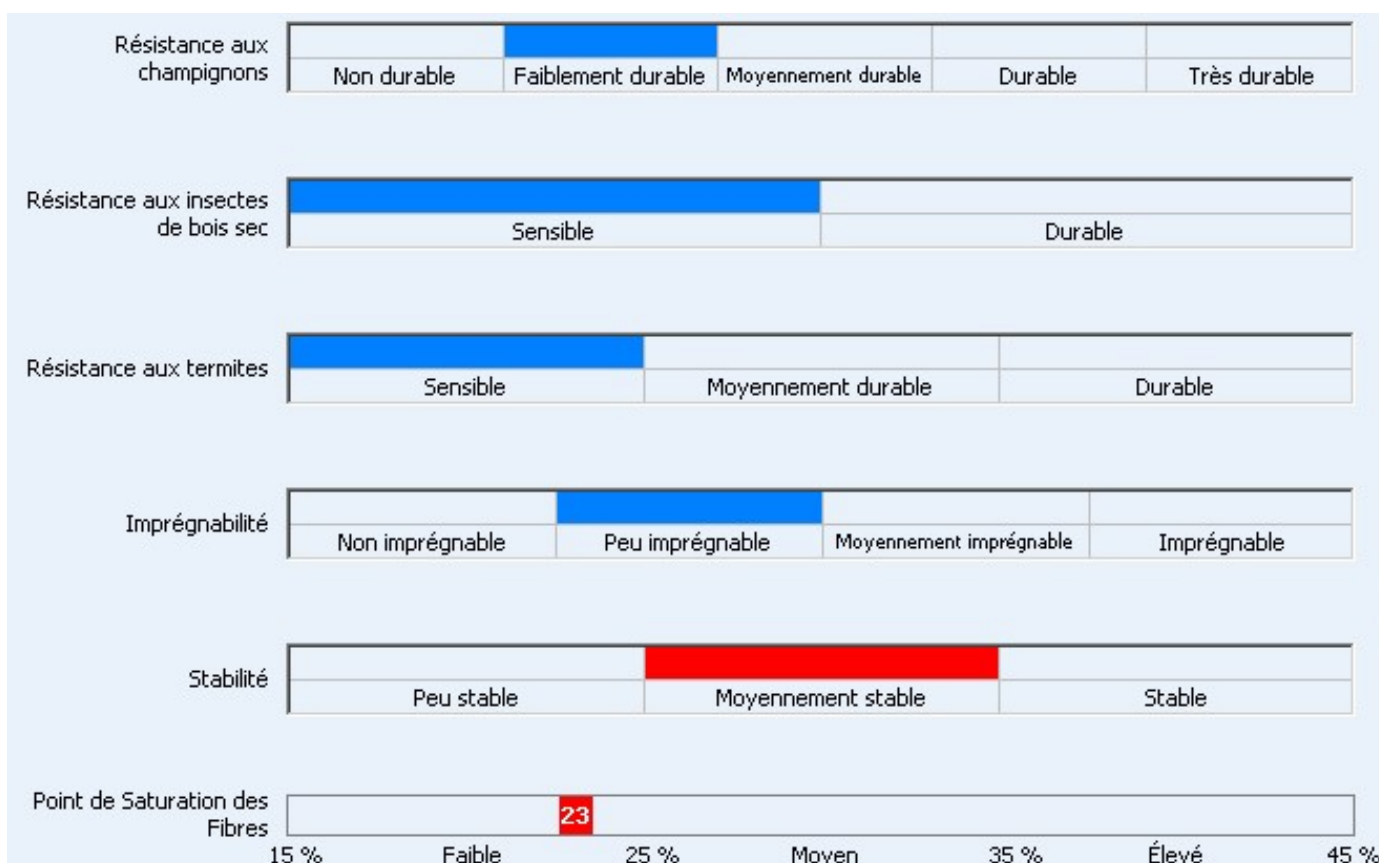 Résistance aux
champignons
Non durable Faiblement durable Moyennement durable Durable Très durable
Résistance aux insectes
de bois sec
Sensible Durable
Résistance aux termites
Sensible Moyennement durable Durable
Imprégnabilité
Non imprégnable Peu imprégnable Moyennement imprégnable Imprégnable
Stabilité
Peu stable Moyennement stable Stable
Point de Saturation des
Fibres
23
15 % Faible 25 % Moyen 35 % Élevé 45 %